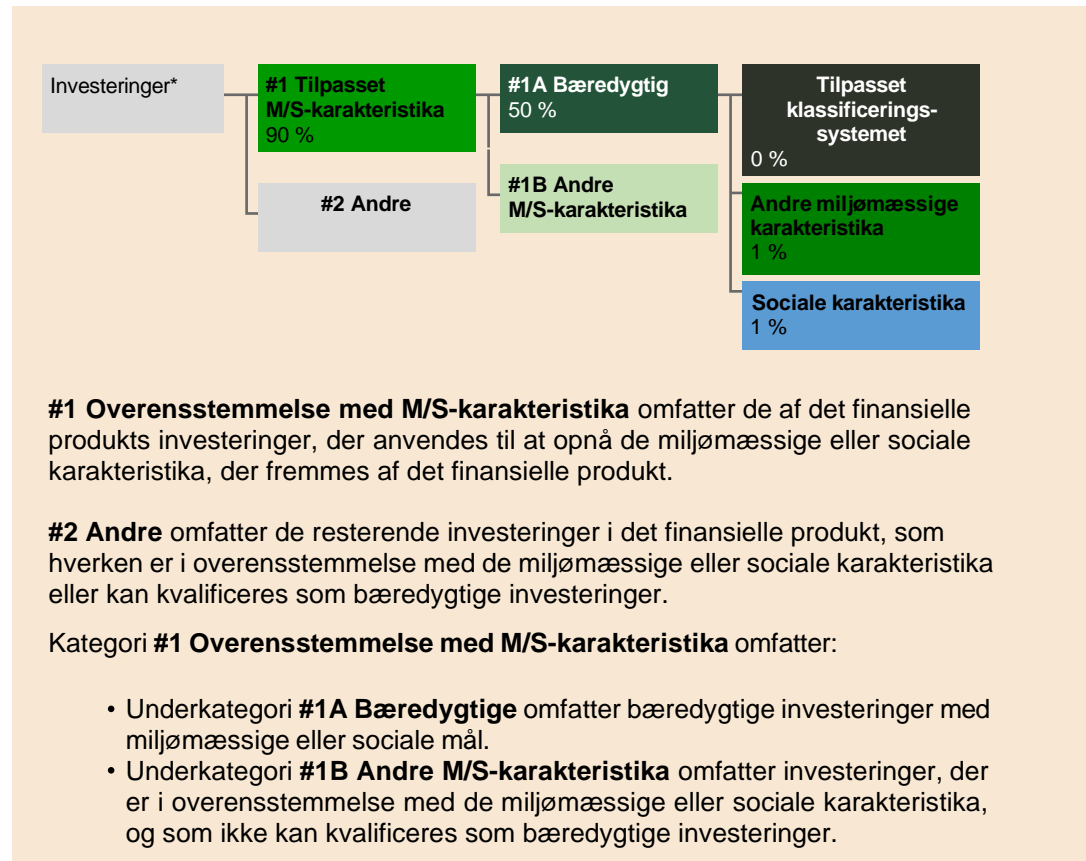 Investeringer*
#1 Tilpasset
M/S-karakteristika
90 %
#2 Andre
#1A Bæredygtig
50 %
#1B Andre
M/S-karakteristika
Tilpasset
klassificerings-
systemet
0 %
Andre miljømæssige
karakteristika
1 %
Sociale karakteristika
1 %
#1 Overensstemmelse med M/S-karakteristika omfatter de af det finansielle
produkts investeringer, der anvendes til at opnå de miljømæssige eller sociale
karakteristika, der fremmes af det finansielle produkt.
#2 Andre omfatter de resterende investeringer i det finansielle produkt, som
hverken er i overensstemmelse med de miljømæssige eller sociale karakteristika
eller kan kvalificeres som bæredygtige investeringer.
Kategori #1 Overensstemmelse med M/S-karakteristika omfatter:
• Underkategori #1A Bæredygtige omfatter bæredygtige investeringer med
miljømæssige eller sociale mål.
• Underkategori #1B Andre M/S-karakteristika omfatter investeringer, der
er i overensstemmelse med de miljømæssige eller sociale karakteristika,
og som ikke kan kvalificeres som bæredygtige investeringer.